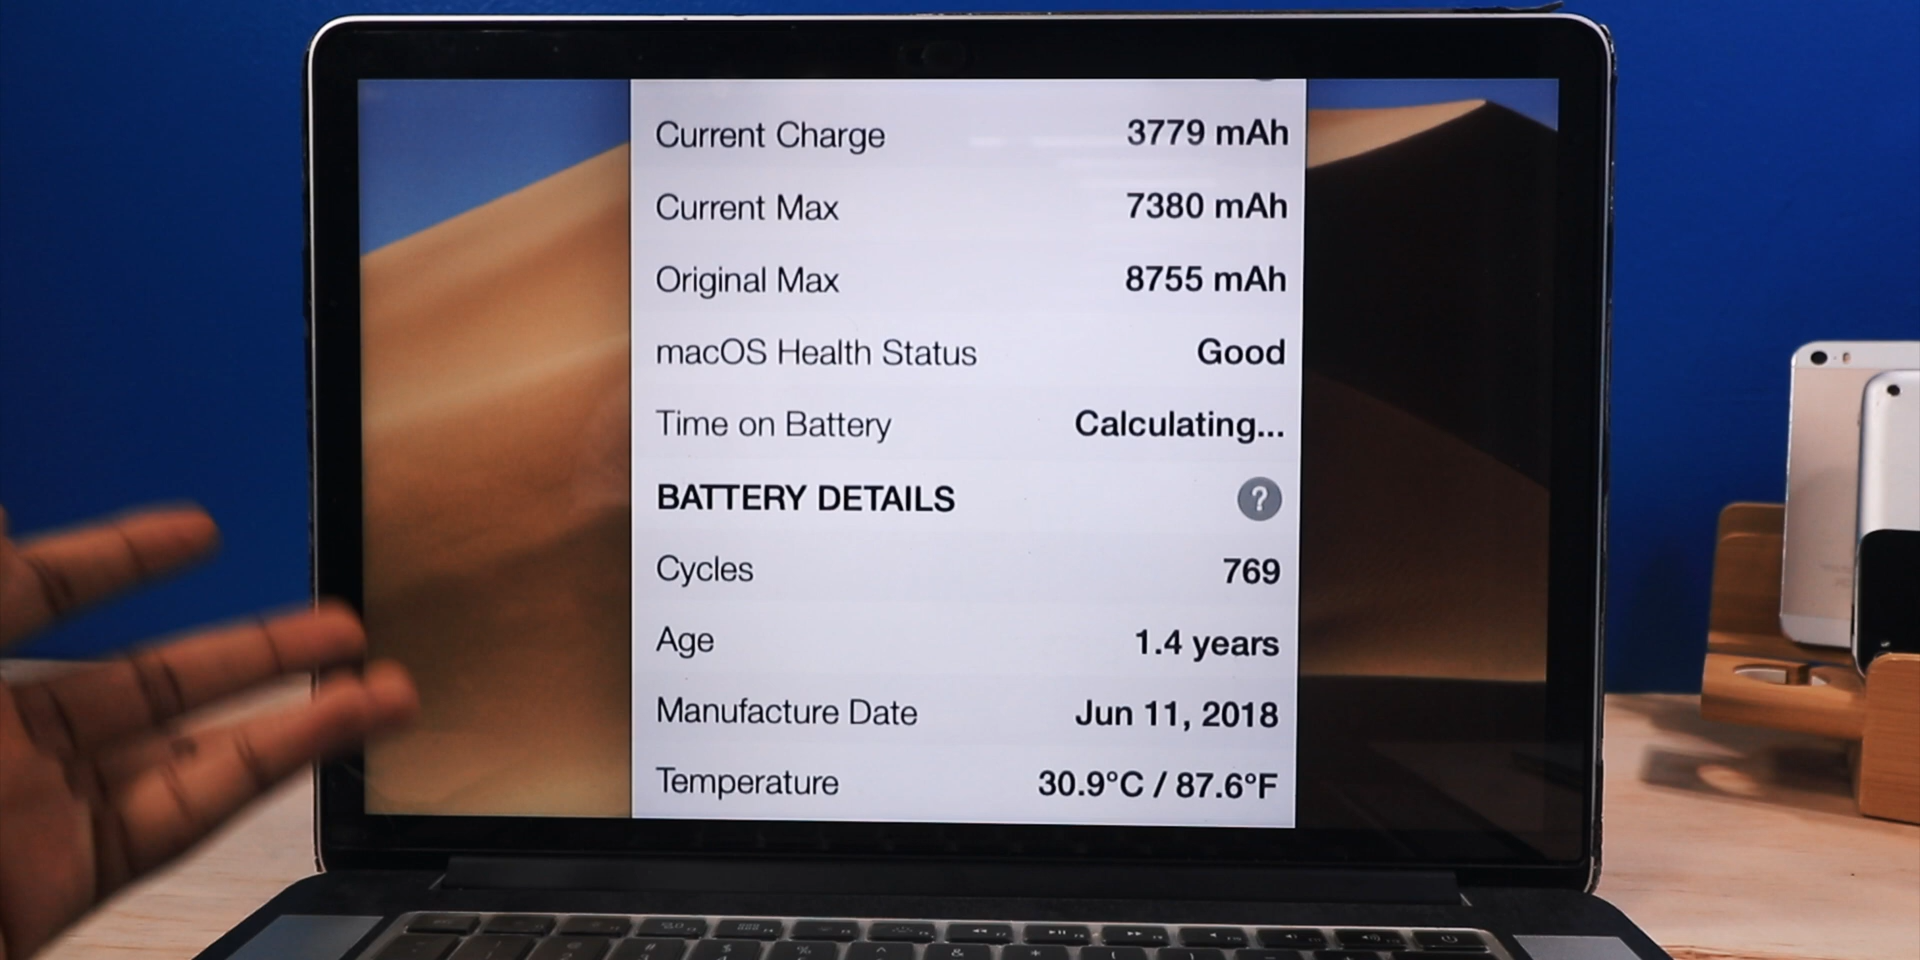 Current Charge 3779 mAh
Current Max 7380 mAh
Original Max 8755 mAh
macOS Health Status Good
Time on Battery Calculating...
BATTERY DETAILS ?
Cycles 769
Age 1.4 years
Manufacture Date Jun 11, 2018
Temperature 30.9°C / 87.6°F